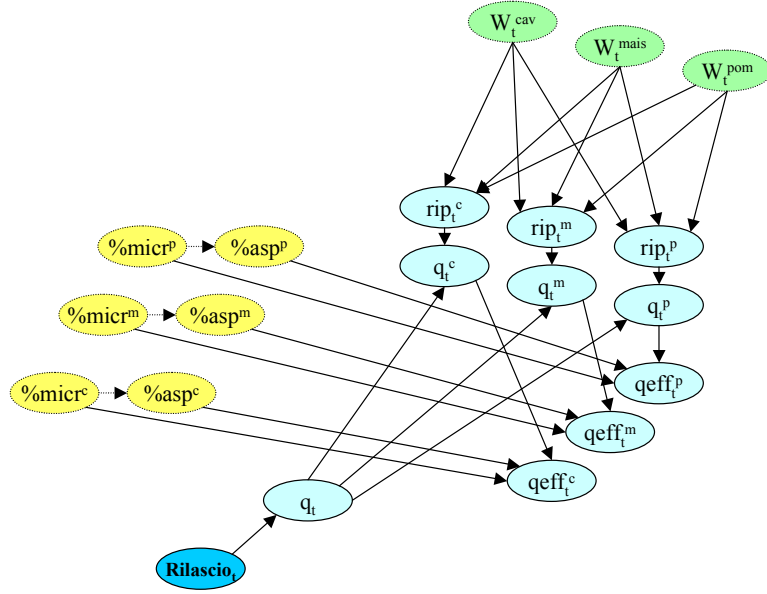 W_t^cav
W_t^mais
W_t^pom
rip_t^c
rip_t^m
rip_t^p
%micr^p
%asp^p
q_t^c
q_t^m
q_t^p
%micr^m
%asp^m
qeff_t^p
%micr^c
%asp^c
qeff_t^m
qeff_t^c
q_t
Rilascio_t